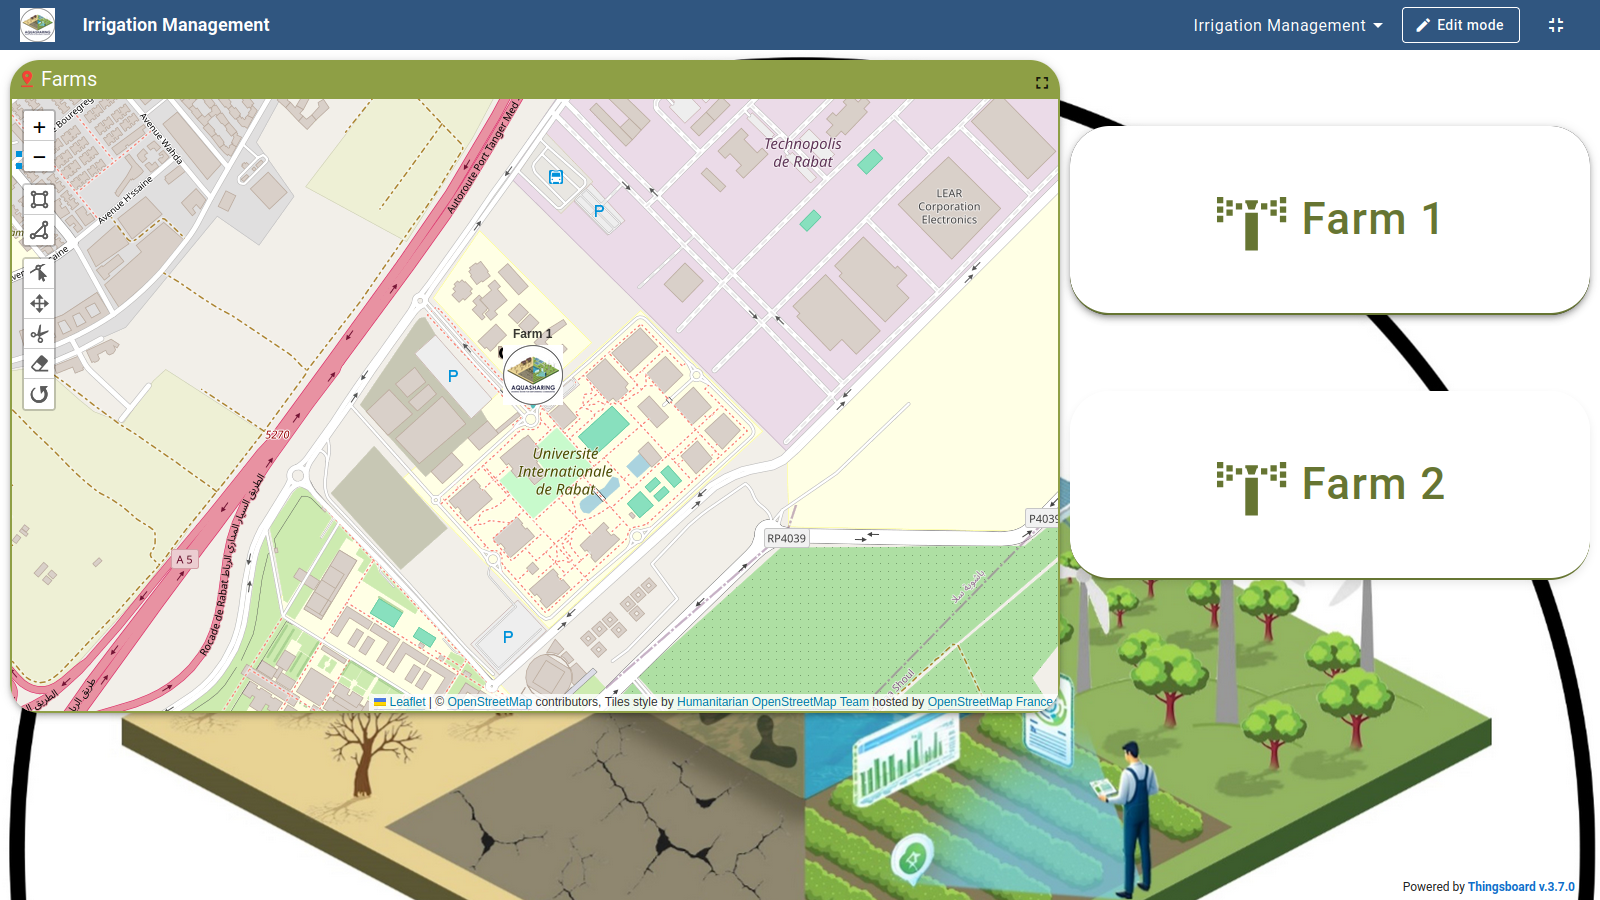 Irrigation Management
Irrigation Management
Edit mode
Farms
+
−
Avenue Wahda
Avenue H'ssaine
Autoroute Port Tanger Med
Technopolis
de Rabat
LEAR
Corporation
Electronics
P
Farm 1
P
AQUASHARING
5270
Université
Internationale
de Rabat
A 5
RP4039
P4039
Rocade de Rabat
P
Leaflet | © OpenStreetMap contributors, Tiles style by Humanitarian OpenStreetMap Team hosted by OpenStreetMap France
Farm 1
Farm 2
Powered by Thingsboard v.3.7.0